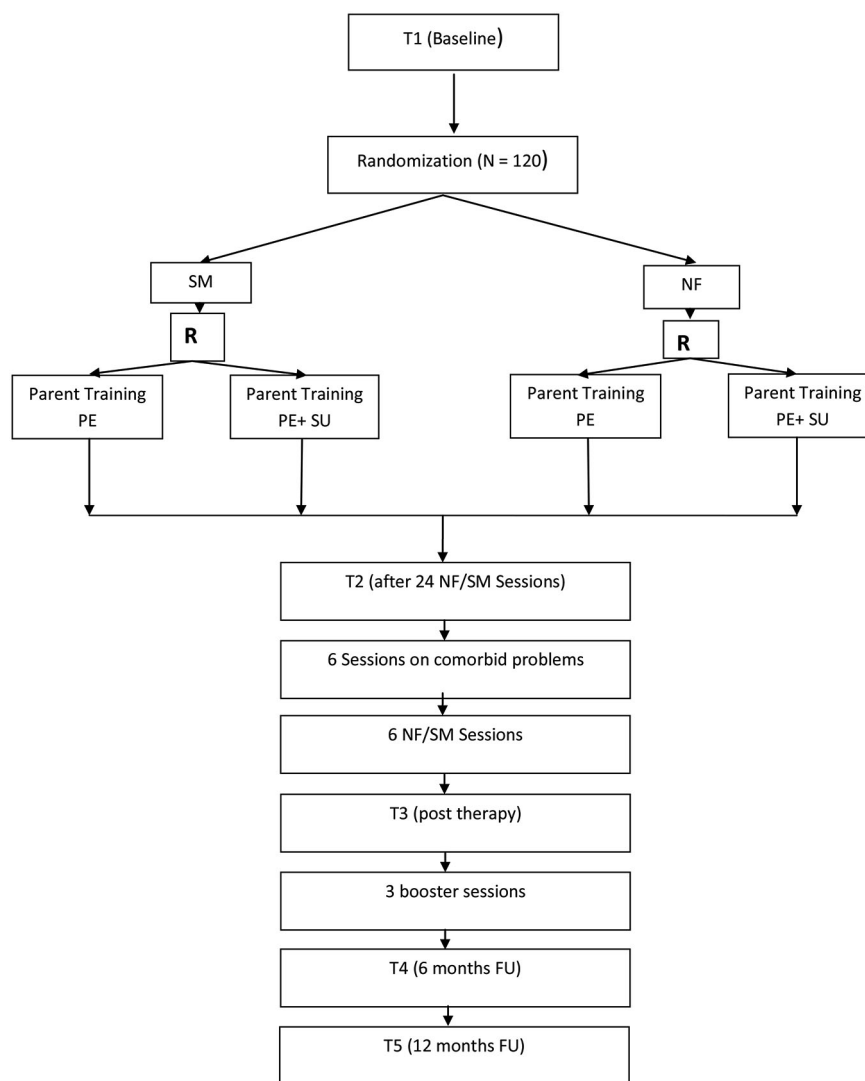 T1 (Baseline)
Randomization (N = 120)
SM
NF
R
R
Parent Training
PE
Parent Training
PE+ SU
Parent Training
PE
Parent Training
PE+ SU
T2 (after 24 NF/SM Sessions)
6 Sessions on comorbid problems
6 NF/SM Sessions
T3 (post therapy)
3 booster sessions
T4 (6 months FU)
T5 (12 months FU)